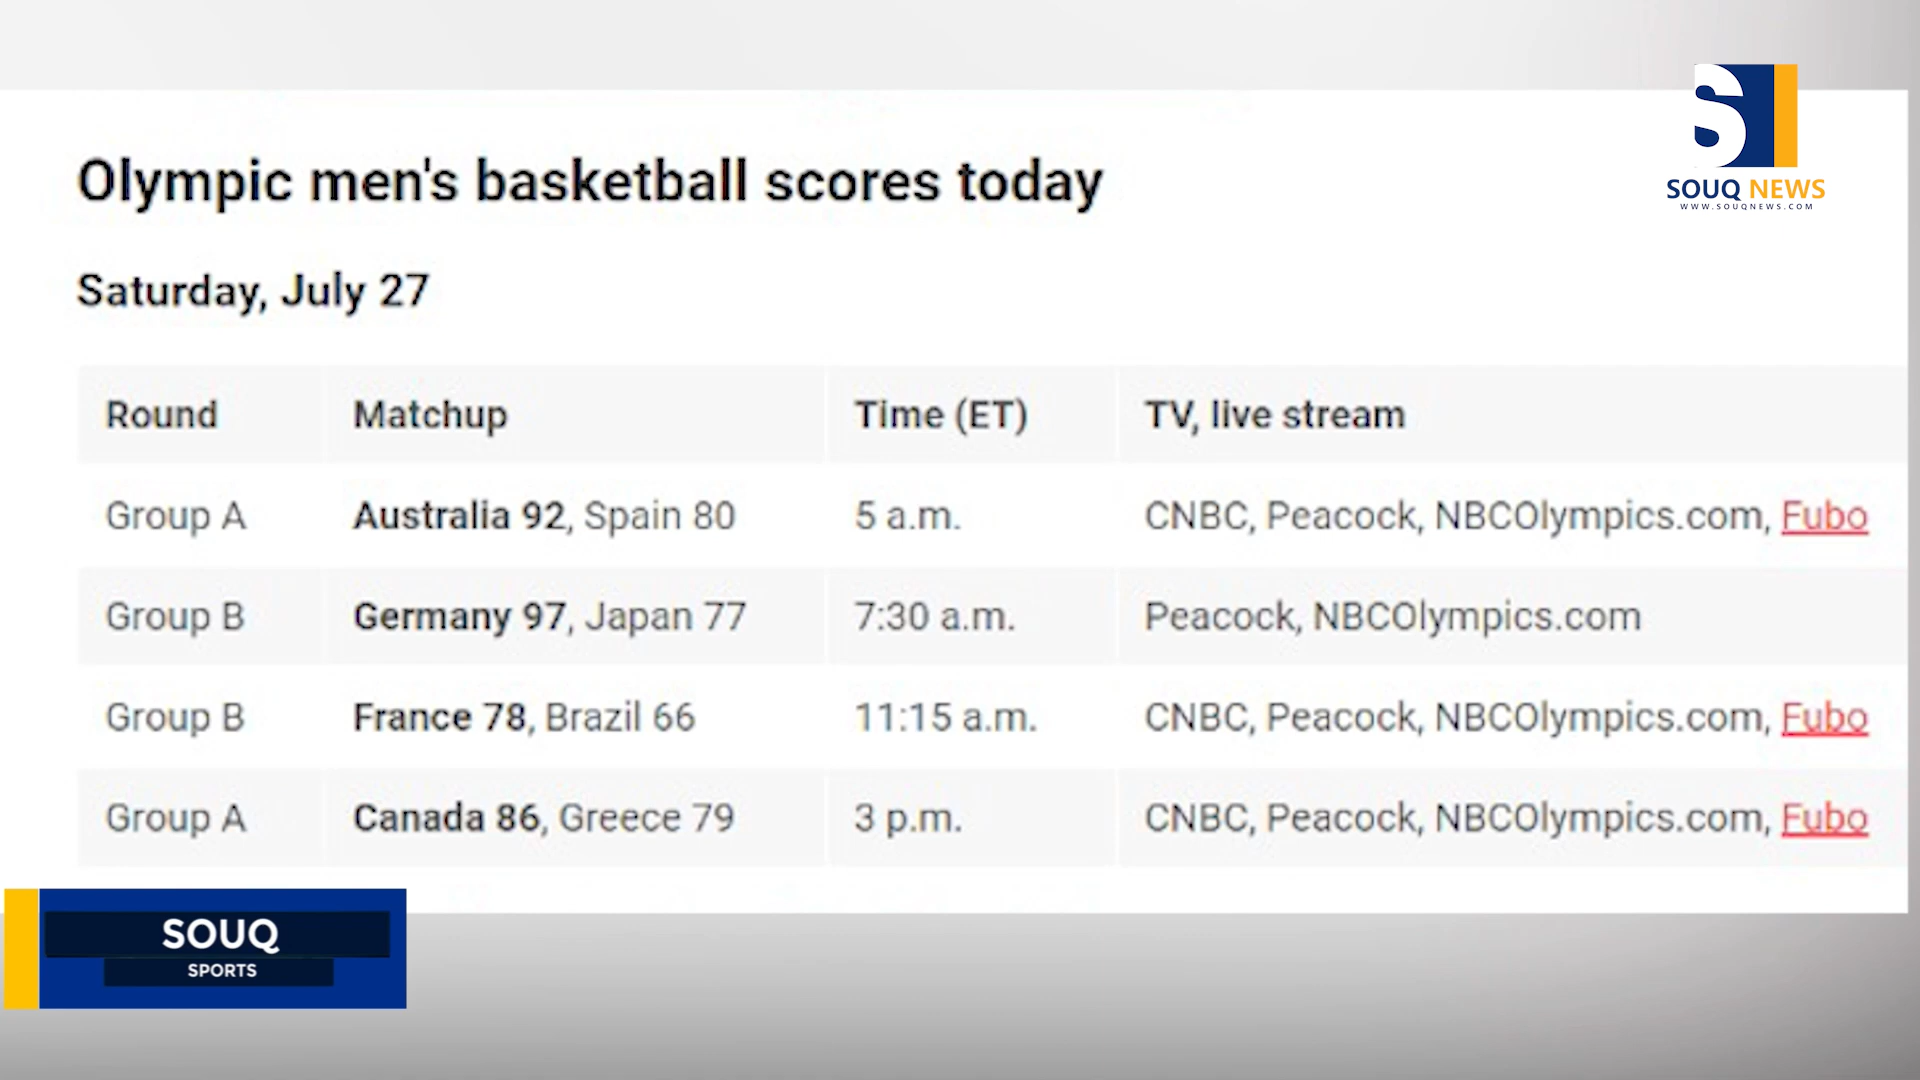 SOUQ NEWS
WWW.SOUQNEWS.COM
Olympic men's basketball scores today
Saturday, July 27
Round Matchup Time (ET) TV, live stream
Group A Australia 92, Spain 80 5 a.m. CNBC, Peacock, NBCOlympics.com, Fubo
Group B Germany 97, Japan 77 7:30 a.m. Peacock, NBCOlympics.com
Group B France 78, Brazil 66 11:15 a.m. CNBC, Peacock, NBCOlympics.com, Fubo
Group A Canada 86, Greece 79 3 p.m. CNBC, Peacock, NBCOlympics.com, Fubo
SOUQ
SPORTS